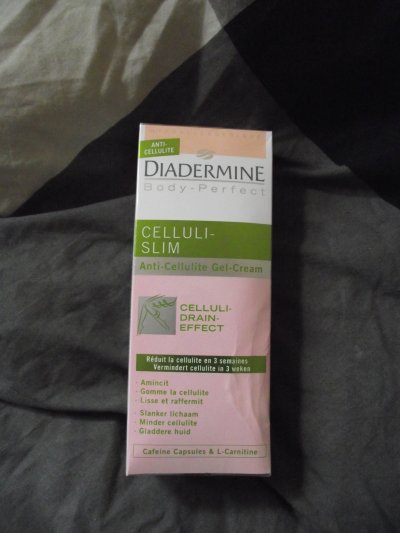 ANTI-
CELLULITE
DIADERMINE
Body-Perfect
CELLULI-
SLIM
Anti-Cellulite Gel-Cream
CELLULI-
DRAIN-
EFFECT
Réduit la cellulite en 3 semaines
Vermindert cellulite in 3 weken
· Amincit
· Gomme la cellulite
· Lisse et raffermit
· Slanker lichaam
· Minder cellulite
· Gladdere huid
Cafeine Capsules & L-Carnitine